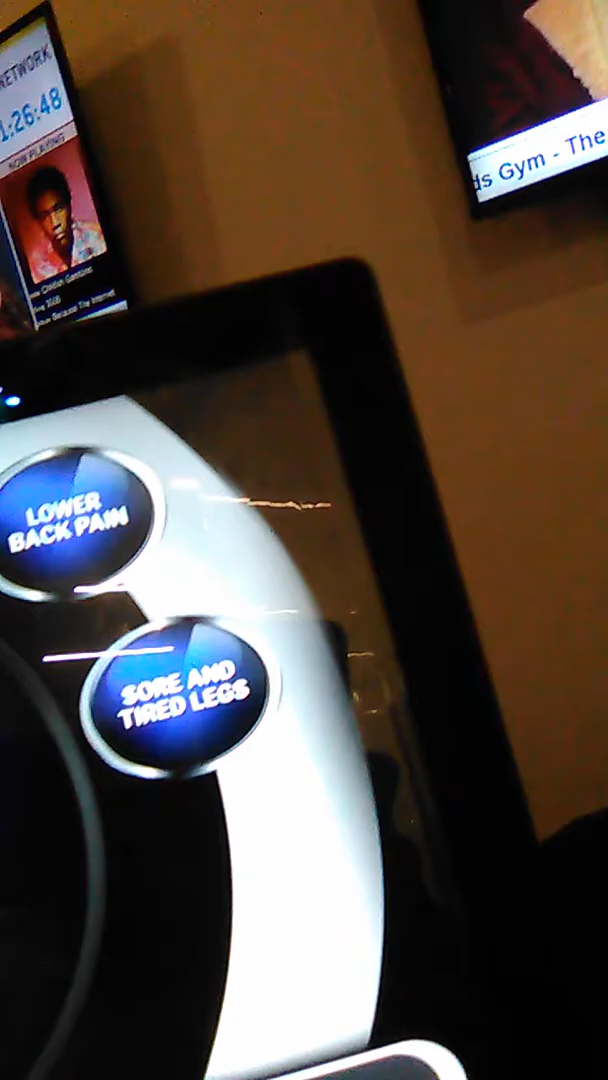 NETWORK
1:26:48
NOW PLAYING
Childish Gambino
3005
Because The Internet
ds Gym - The
LOWER
BACK PAIN
SORE AND
TIRED LEGS